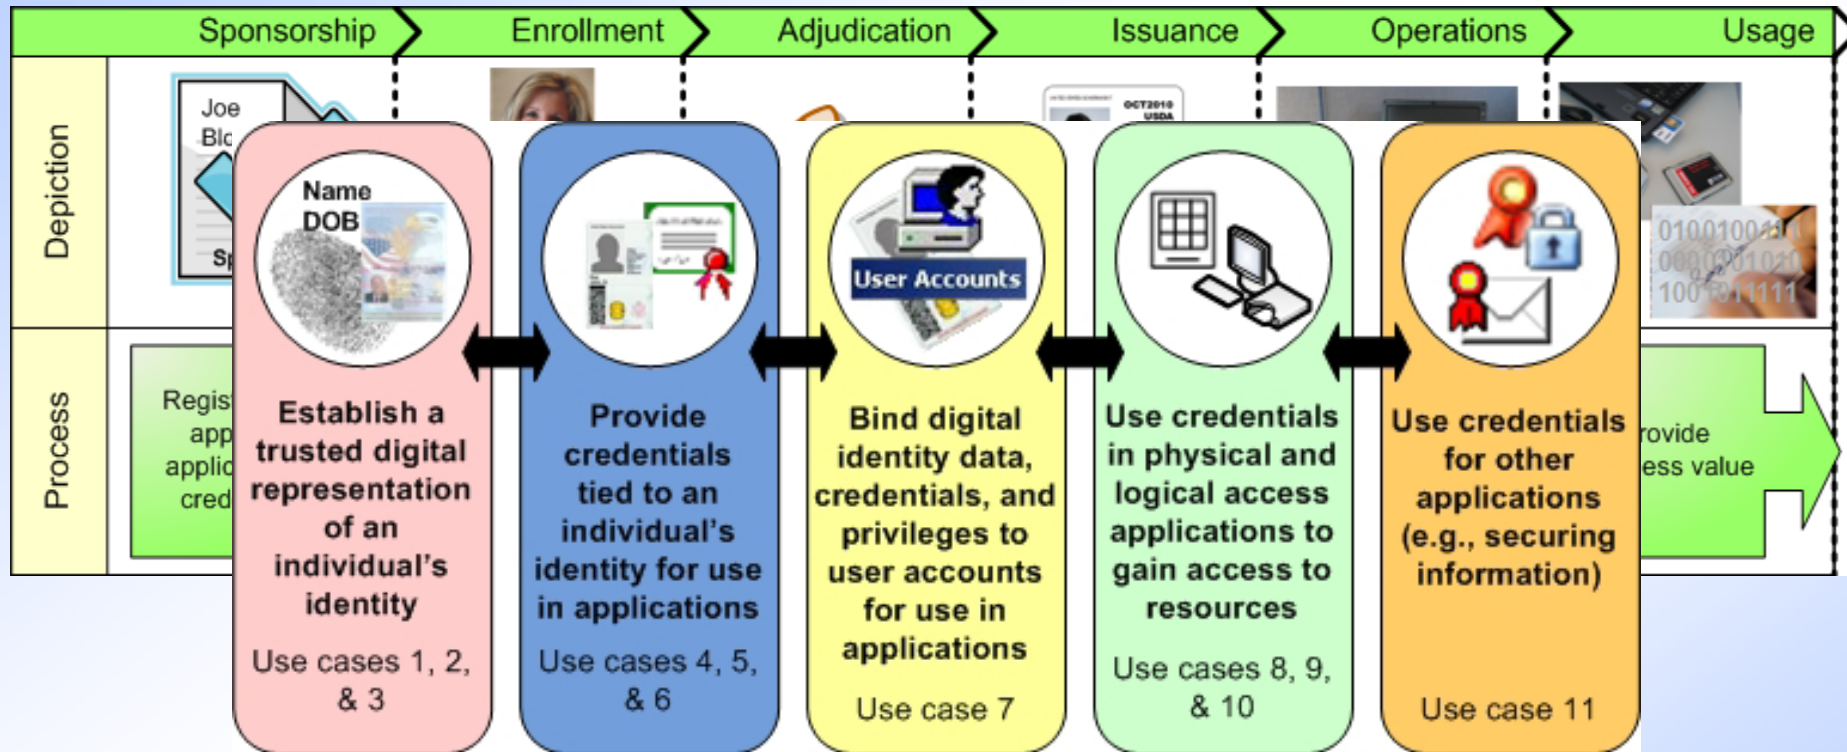 Sponsorship Enrollment Adjudication Issuance Operations Usage
Depiction
Joe
OCT2010
USDA
Name
DOB
User Accounts
0100100111
0000001010
1001011111
Process
Establish a
trusted digital
representation
of an
individual's
identity
Use cases 1, 2,
& 3
Provide
credentials
tied to an
individual's
identity for use
in applications
Use cases 4, 5,
& 6
Bind digital
identity data,
credentials, and
privileges to
user accounts
for use in
applications
Use case 7
Use credentials
in physical and
logical access
applications to
gain access to
resources
Use cases 8, 9,
& 10
Use credentials
for other
applications
(e.g., securing
information)
Use case 11
value